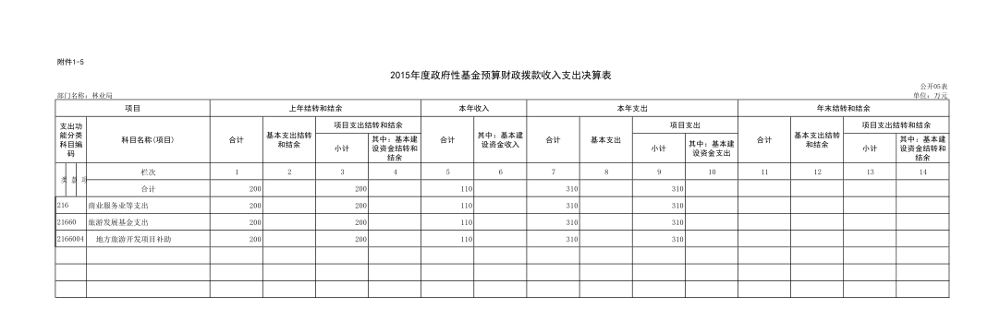 附件1-5
2015年度政府性基金预算财政拨款收入支出决算表
公开05表
部门名称：林业局 单位：万元
项目 上年结转和结余 本年收入 本年支出 年末结转和结余
支出功能分类科目编码 科目名称(项目) 合计 基本支出结转和结余 项目支出结转和结余 合计 其中：基本建设资金收入 合计 基本支出 项目支出 合计 基本支出结转和结余 项目支出结转和结余
小计 其中：基本建设资金结转和结余 小计 其中：基本建设资金支出 小计 其中：基本建设资金结转和结余
类 款 项 栏次 1 2 3 4 5 6 7 8 9 10 11 12 13 14
合计 200 200 110 310 310
216 商业服务业等支出 200 200 110 310 310
21660 旅游发展基金支出 200 200 110 310 310
2166004 地方旅游开发项目补助 200 200 110 310 310